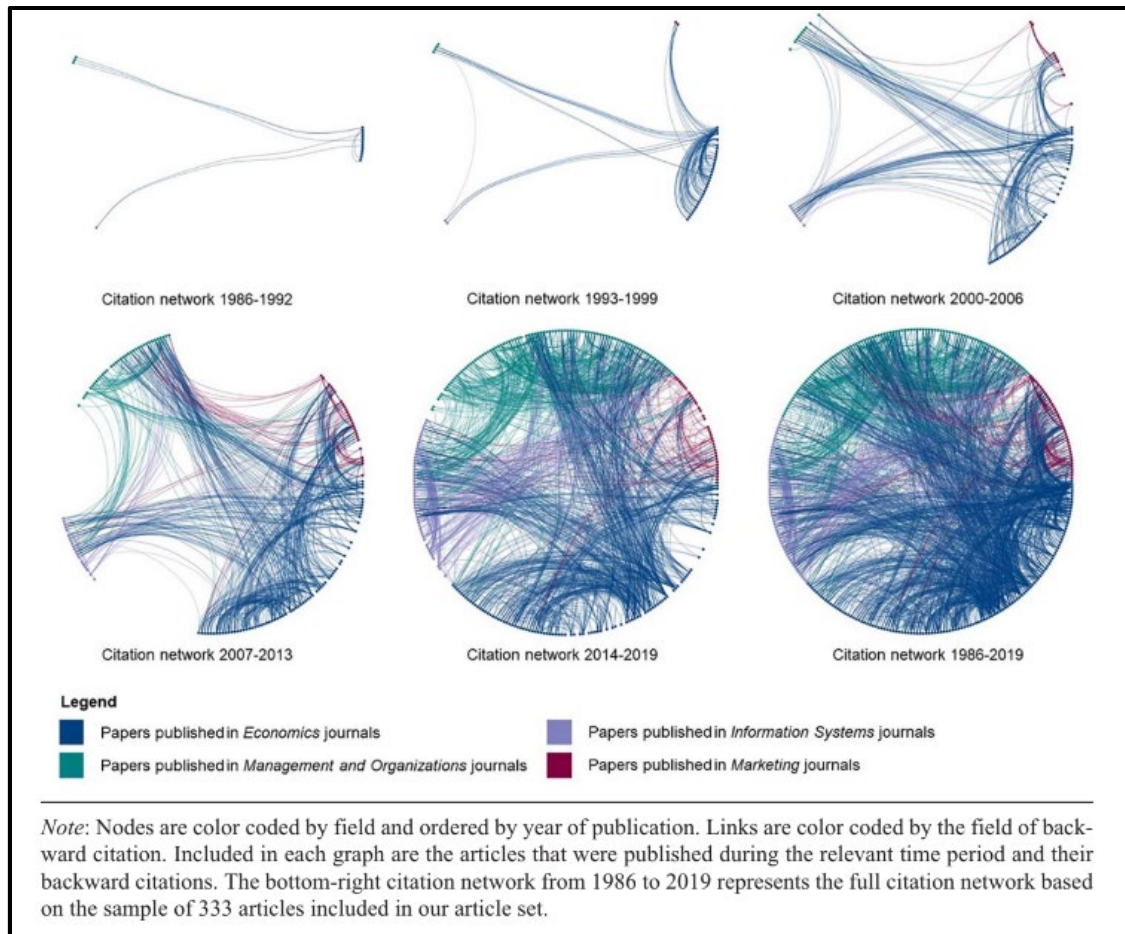 Citation network 1986-1992
Citation network 1993-1999
Citation network 2000-2006
Citation network 2007-2013
Citation network 2014-2019
Citation network 1986-2019
Legend
Papers published in Economics journals
Papers published in Information Systems journals
Papers published in Management and Organizations journals
Papers published in Marketing journals
Note: Nodes are color coded by field and ordered by year of publication. Links are color coded by the field of back-
ward citation. Included in each graph are the articles that were published during the relevant time period and their
backward citations. The bottom-right citation network from 1986 to 2019 represents the full citation network based
on the sample of 333 articles included in our article set.